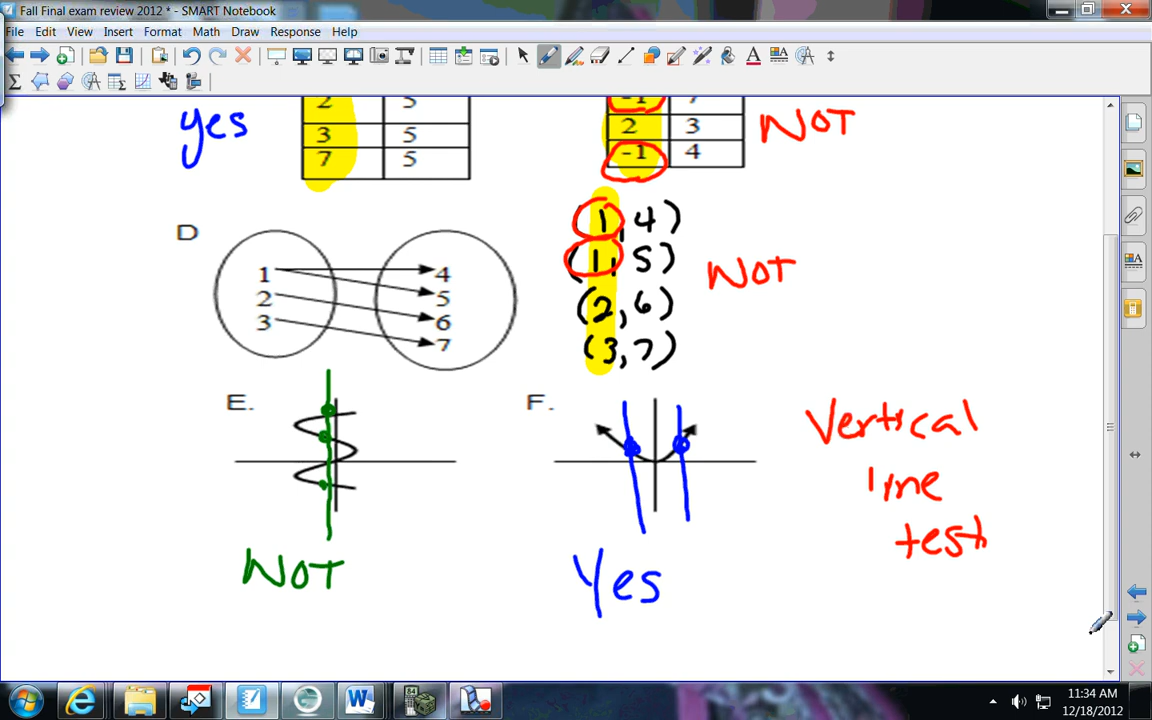 Fall Final exam review 2012 * - SMART Notebook
File Edit View Insert Format Math Draw Response Help
yes
2 5
3 5
7 5
-1 7
2 3
-1 4
NOT
D
1
2
3
4
5
6
7
(1, 4)
(1, 5)
(2, 6)
(3, 7)
NOT
E.
NOT
F.
Yes
Vertical
line
test
11:34 AM
12/18/2012